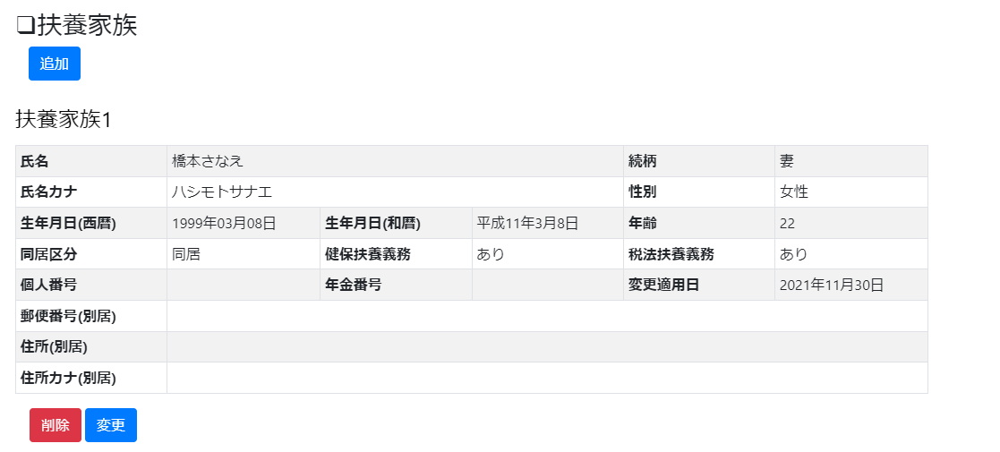 ❏扶養家族
追加
扶養家族1
氏名 橋本さなえ 続柄 妻
氏名カナ ハシモトサナエ 性別 女性
生年月日(西暦) 1999年03月08日 生年月日(和暦) 平成11年3月8日 年齢 22
同居区分 同居 健保扶養義務 あり 税法扶養義務 あり
個人番号 年金番号 変更適用日 2021年11月30日
郵便番号(別居)
住所(別居)
住所カナ(別居)
削除 変更